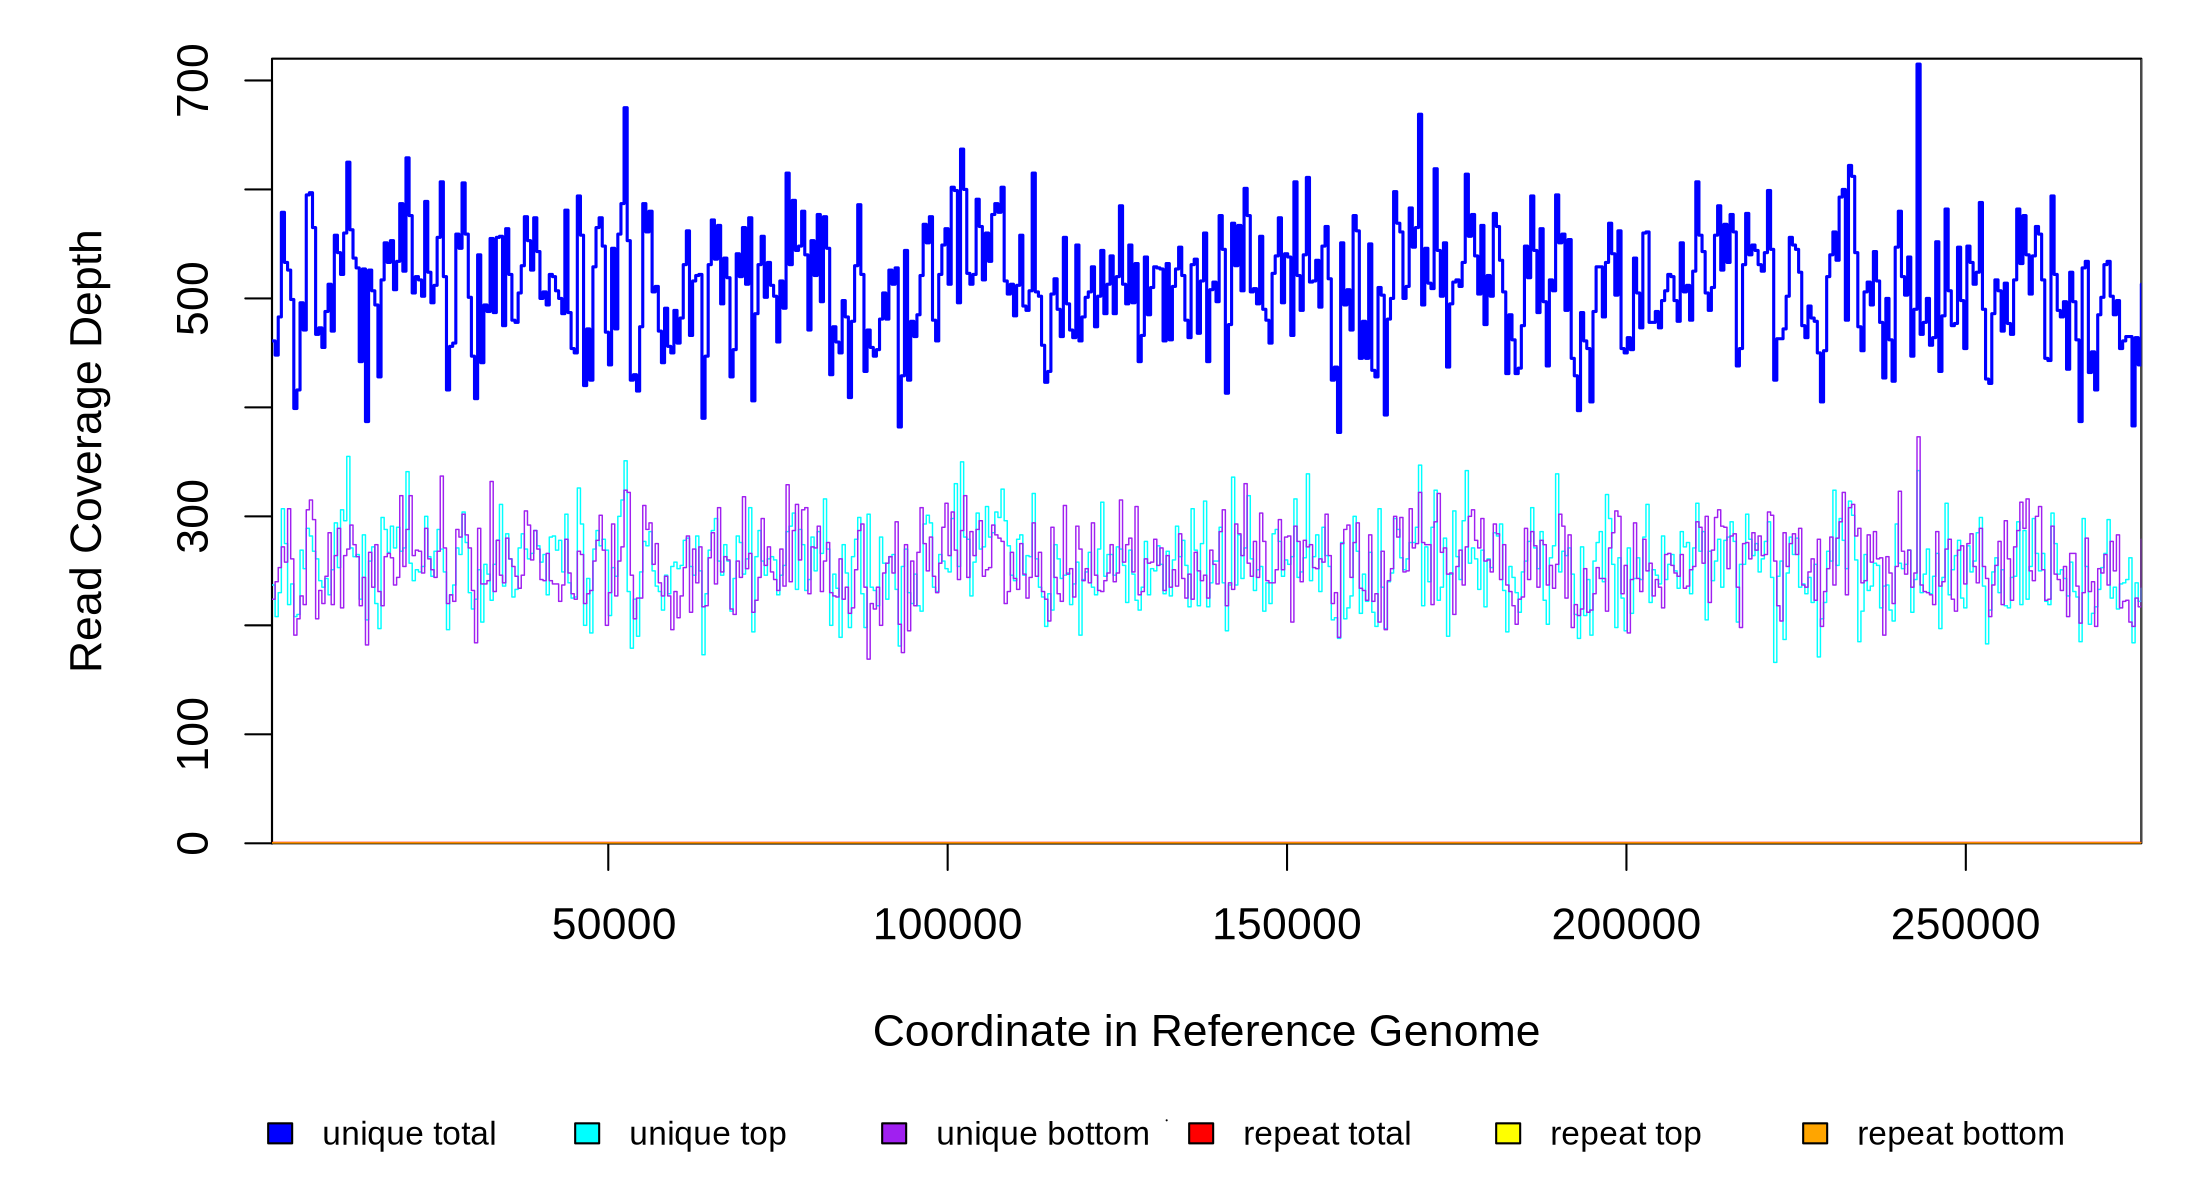 700
500
300
100
0
Read Coverage Depth
50000 100000 150000 200000 250000
Coordinate in Reference Genome
unique total unique top unique bottom repeat total repeat top repeat bottom